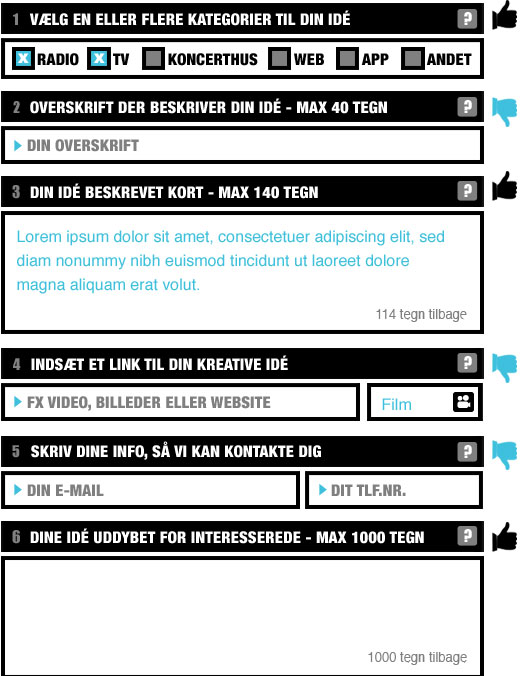 1 VÆLG EN ELLER FLERE KATEGORIER TIL DIN IDÉ ?
X RADIO X TV KONCERTHUS WEB APP ANDET
2 OVERSKRIFT DER BESKRIVER DIN IDÉ - MAX 40 TEGN ?
DIN OVERSKRIFT
3 DIN IDÉ BESKREVET KORT - MAX 140 TEGN ?
Lorem ipsum dolor sit amet, consectetuer adipiscing elit, sed
diam nonummy nibh euismod tincidunt ut laoreet dolore
magna aliquam erat volut.
114 tegn tilbage
4 INDSÆT ET LINK TIL DIN KREATIVE IDÉ ?
FX VIDEO, BILLEDER ELLER WEBSITE Film
5 SKRIV DINE INFO, SÅ VI KAN KONTAKTE DIG ?
DIN E-MAIL DIT TLF.NR.
6 DINE IDÉ UDDYBET FOR INTERESSEREDE - MAX 1000 TEGN ?
1000 tegn tilbage